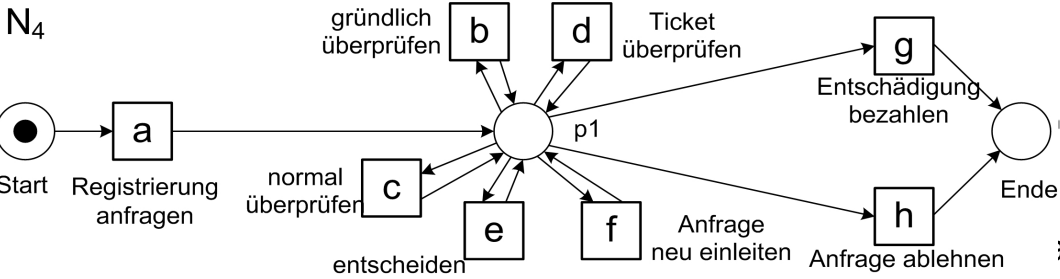 N4
gründlich
überprüfen
b
d
Ticket
überprüfen
g
Entschädigung
bezahlen
a
p1
Start
Registrierung
anfragen
normal
überprüfen
c
e
entscheiden
f
Anfrage
neu einleiten
h
Anfrage ablehnen
Ende